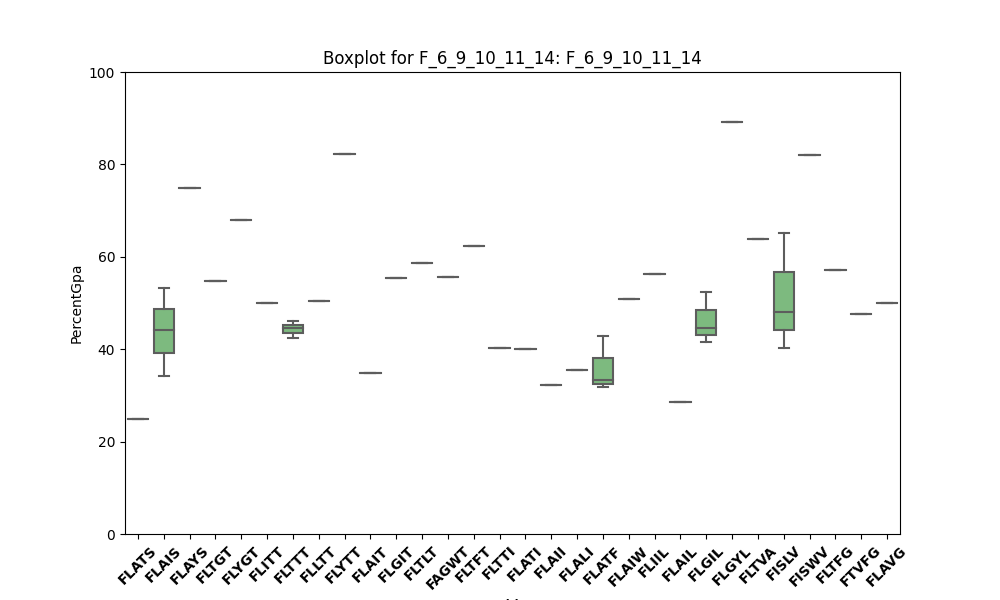 Boxplot for F_6_9_10_11_14: F_6_9_10_11_14
100
80
60
40
20
0
PercentGpa
FLATS
FLAIS
FLAYS
FLTGT
FLYGT
FLITT
FLTTT
FLLTT
FLYTT
FLAIT
FLGIT
FLTLT
FAGWT
FLTFT
FLTTI
FLATI
FLAII
FLALI
FLATF
FLAIW
FLIIL
FLAIL
FLGIL
FLGYL
FLTVA
FISLV
FISWV
FLTFG
FTVFG
FLAVG